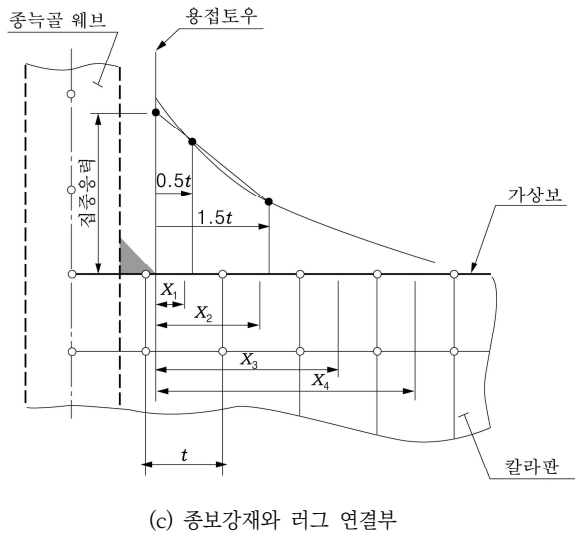 종늑골 웨브
용접토우
집중응력
0.5t
1.5t
가상보
X₁
X₂
X₃
X₄
t
칼라판
(c) 종보강재와 러그 연결부